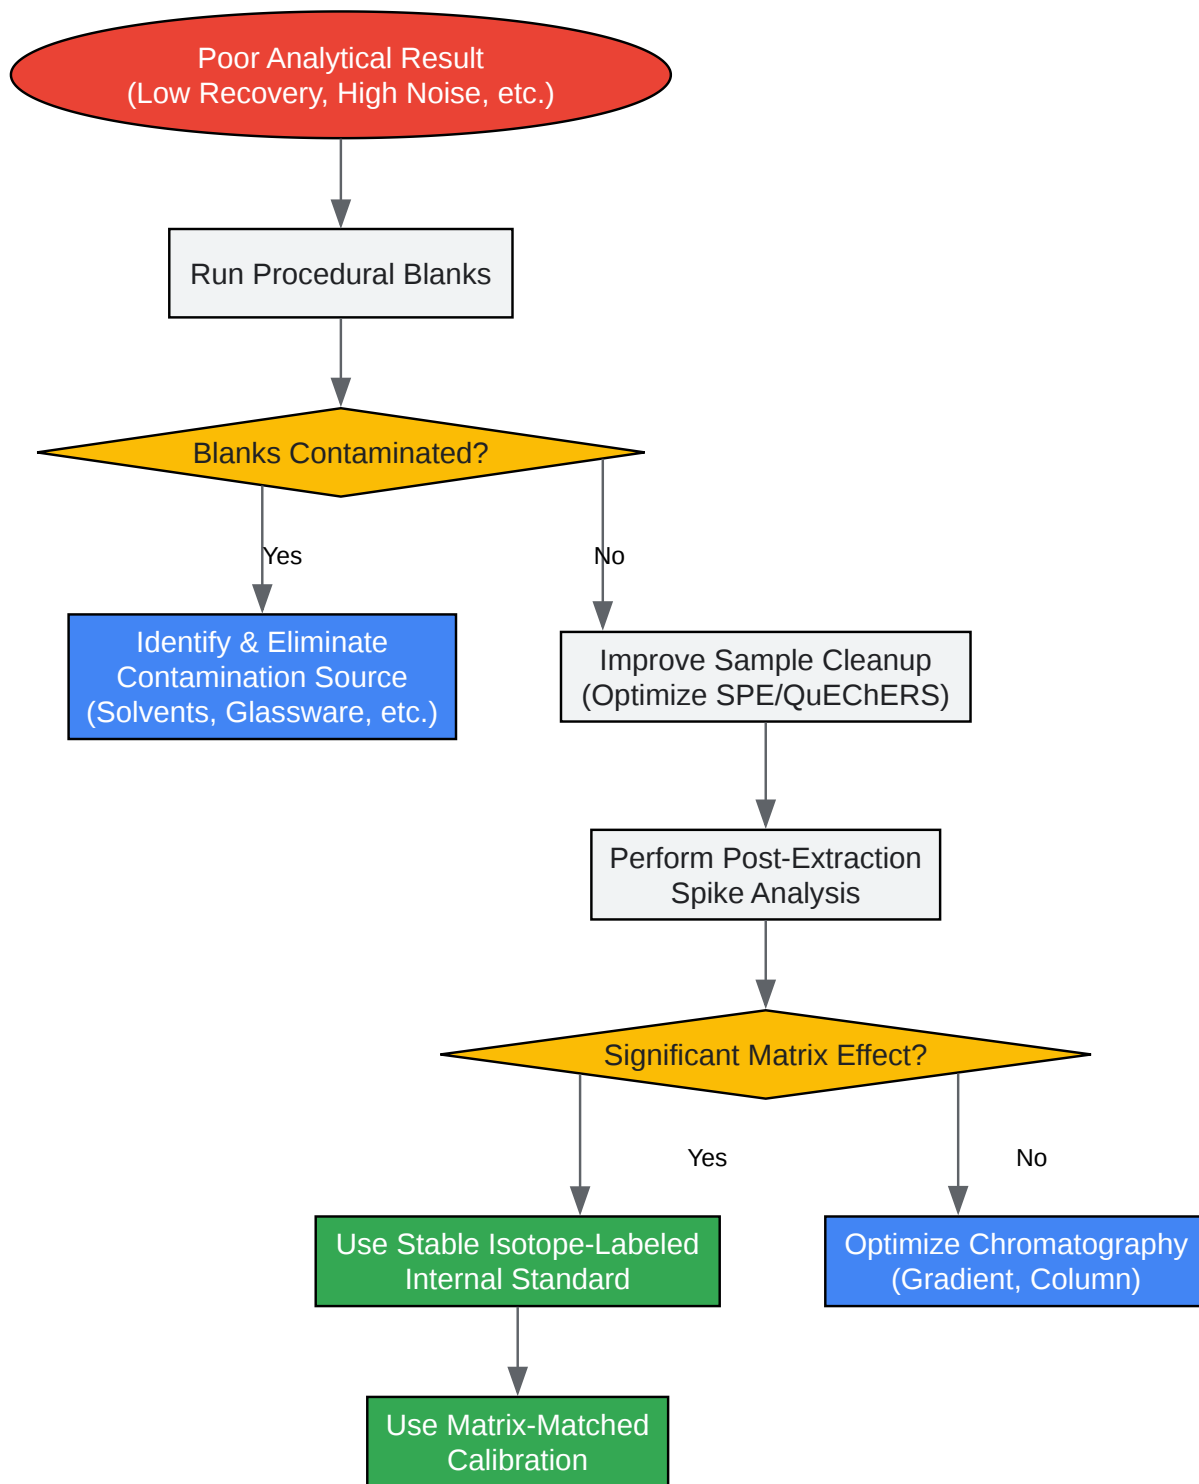 Poor Analytical Result
(Low Recovery, High Noise, etc.)
Run Procedural Blanks
Blanks Contaminated?
Yes
No
Identify & Eliminate
Contamination Source
(Solvents, Glassware, etc.)
Improve Sample Cleanup
(Optimize SPE/QuEChERS)
Perform Post-Extraction
Spike Analysis
Significant Matrix Effect?
Yes
No
Use Stable Isotope-Labeled
Internal Standard
Optimize Chromatography
(Gradient, Column)
Use Matrix-Matched
Calibration